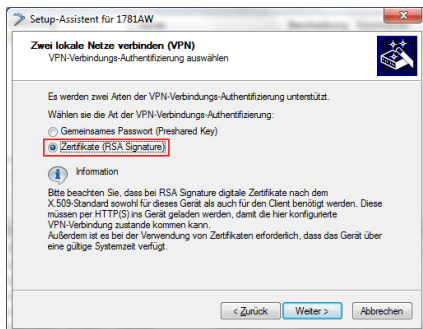 Setup-Assistent für 1781AW
Zwei lokale Netze verbinden (VPN)
VPN-Verbindungs-Authentifizierung auswählen
Es werden zwei Arten der VPN-Verbindungs-Authentifizierung unterstützt.
Wählen sie die Art der VPN-Verbindungs-Authentifizierung:
Gemeinsames Passwort (Preshared Key)
Zertifikate (RSA Signature)
Information
Bitte beachten Sie, dass bei RSA Signature digitale Zertifikate nach dem
X.509-Standard sowohl für dieses Gerät als auch für den Client benötigt werden. Diese
müssen per HTTP(S) ins Gerät geladen werden, damit die hier konfigurierte
VPN-Verbindung zustande kommen kann.
Außerdem ist es bei der Verwendung von Zertifikaten erforderlich, dass das Gerät über
eine gültige Systemzeit verfügt.
< Zurück Weiter > Abbrechen